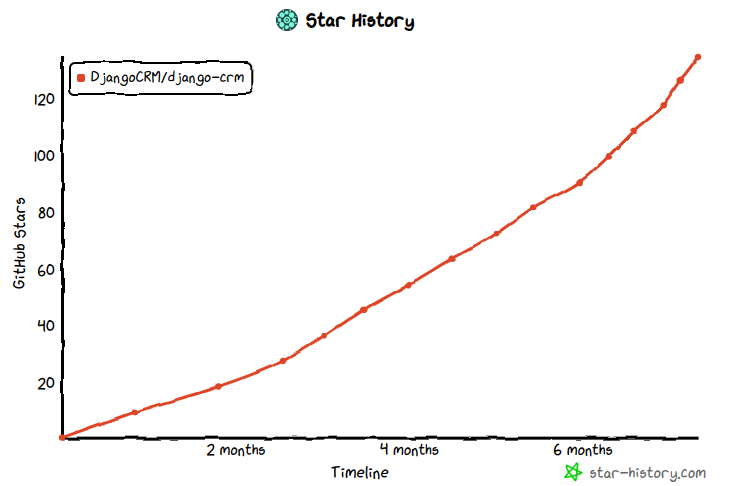 Star History
DjangoCRM/django-crm
GitHub Stars
120
100
80
60
40
20
2 months
4 months
6 months
Timeline
star-history.com